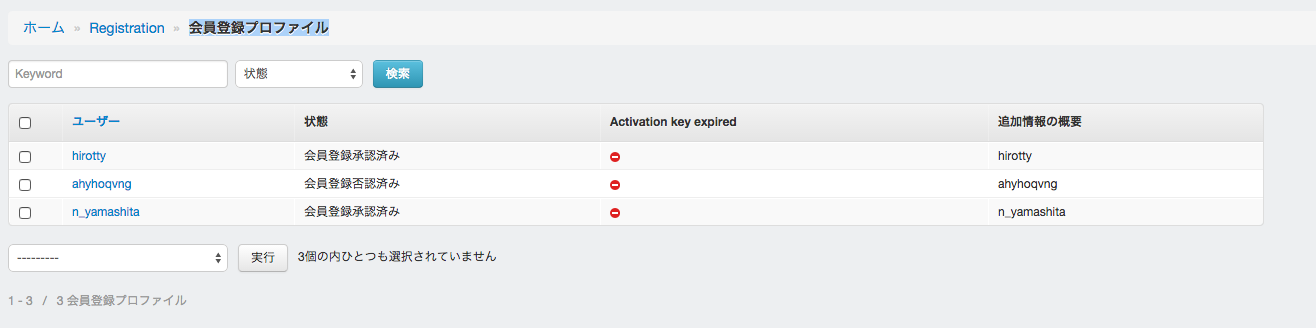 ホーム » Registration » 会員登録プロファイル
Keyword 状態 検索
ユーザー 状態 Activation key expired 追加情報の概要
hirotty 会員登録承認済み hirotty
ahyhoqvng 会員登録否認済み ahyhoqvng
n_yamashita 会員登録承認済み n_yamashita
--------- 実行 3個の内ひとつも選択されていません
1 - 3 / 3 会員登録プロファイル